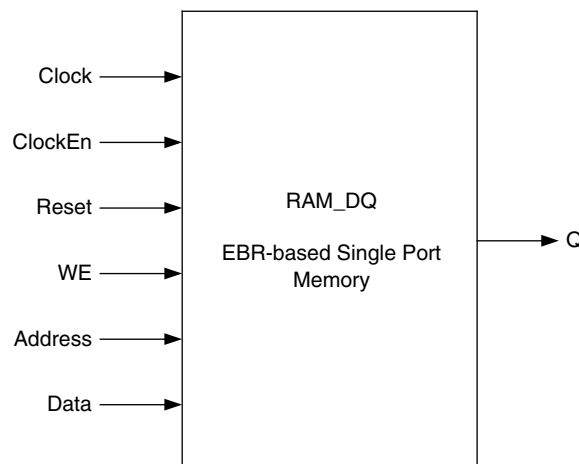 Clock
ClockEn
Reset
WE
Address
Data
RAM_DQ
EBR-based Single Port
Memory
Q